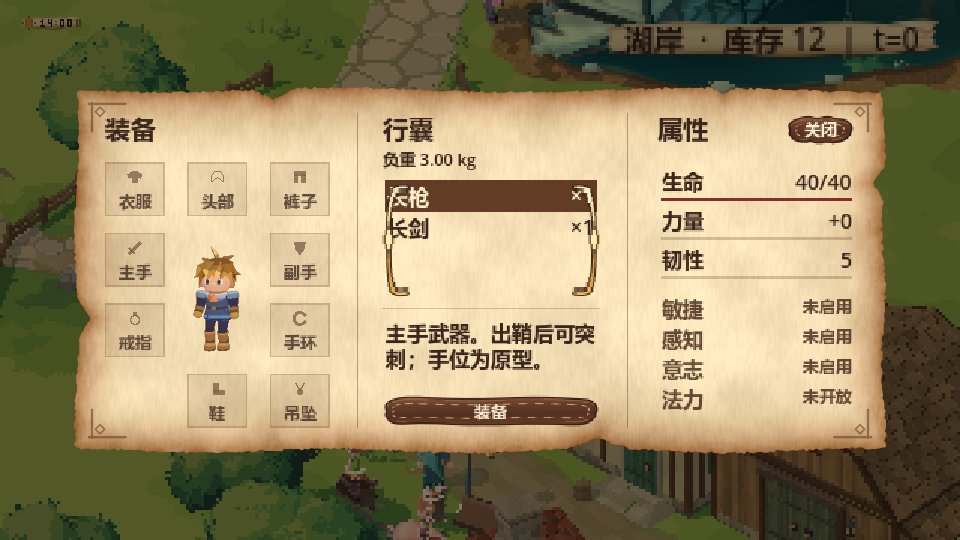 14:00
湖岸 · 库存 12 | t=0
装备
衣服
头部
裤子
主手
副手
戒指
手环
鞋
吊坠
行囊
负重 3.00 kg
长枪 ×1
长剑 ×1
主手武器。出鞘后可突
刺；手位为原型。
装备
属性
关闭
生命 40/40
力量 +0
韧性 5
敏捷 未启用
感知 未启用
意志 未启用
法力 未开放